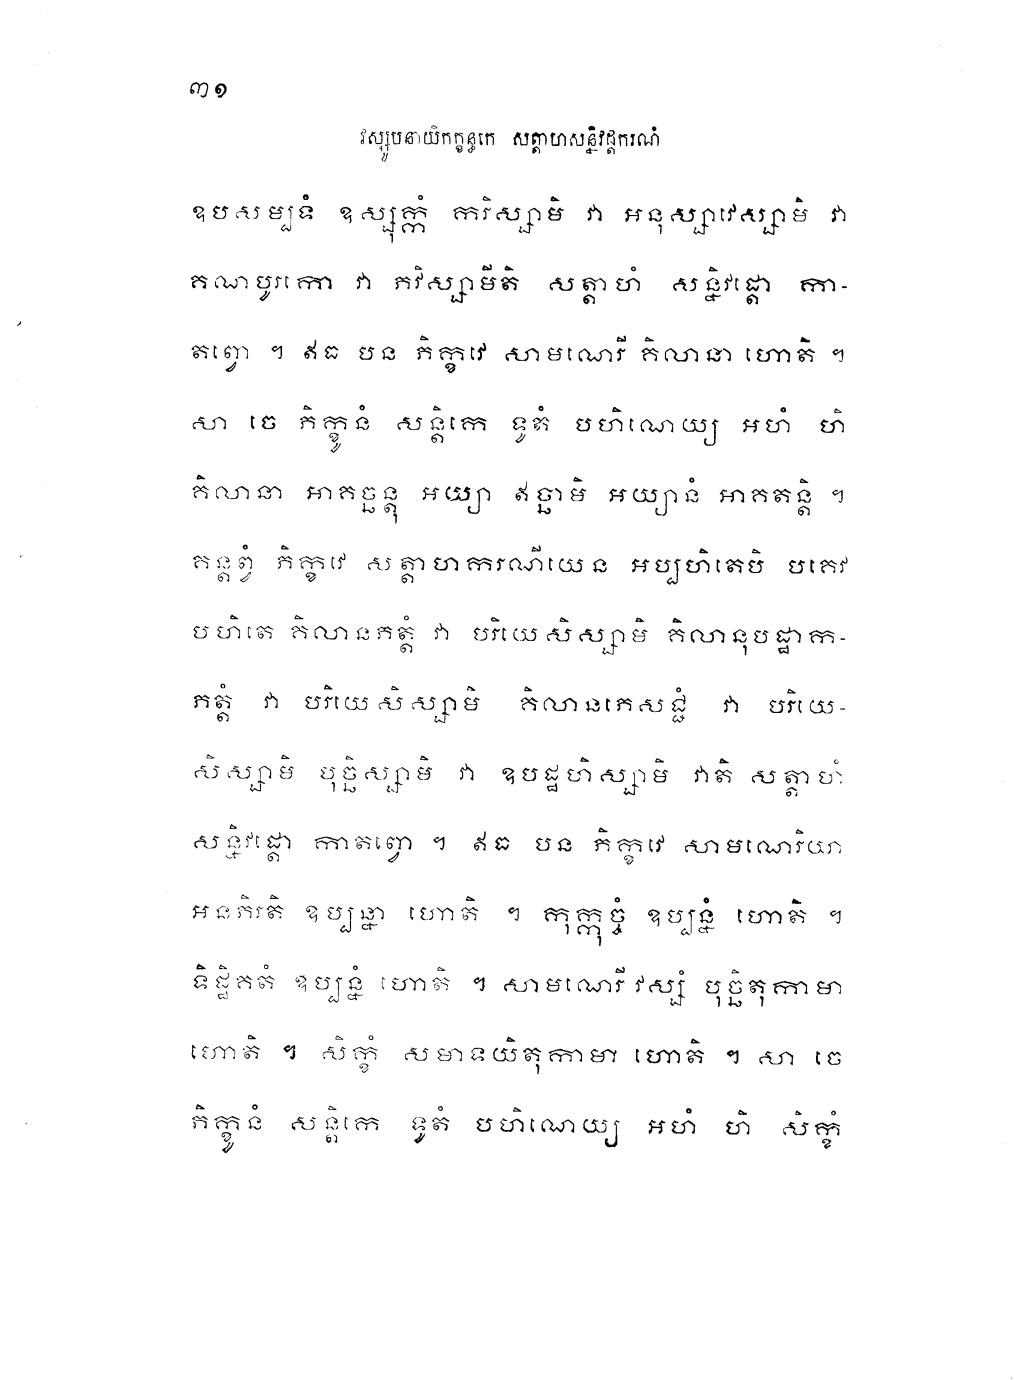 ៣១
វស្សូបនាយិកក្ខន្ធកេ សត្តាហសន្និវដ្តករណំ
ឧបសម្បទំ ឧស្សុក្កំ ករិស្សាមិ វា អនុស្សាវេស្សាមិ វា
គណបូរកោ វា ភវិស្សាមីតិ សត្តាហំ សន្និវដ្តោ កា-
តព្វោ ។ ឥធ បន ភិក្ខវេ សាមណេរី គិលានា ហោតិ ។
សា ចេ ភិក្ខូនំ សន្តិកេ ទូតំ បហិណេយ្យ អហំ ហិ
គិលានា អាគច្ឆន្តុ អយ្យា ឥច្ឆាមិ អយ្យានំ អាគតន្តិ ។
គន្តព្វំ ភិក្ខវេ សត្តាហករណីយេន អប្បហិតេបិ បគេវ
បហិតេ គិលានភត្តំ វា បរិយេសិស្សាមិ គិលានុបដ្ឋាក-
ភត្តំ វា បរិយេសិស្សាមិ គិលានភេសជ្ជំ វា បរិយេ-
សិស្សាមិ បុច្ឆិស្សាមិ វា ឧបដ្ឋហិស្សាមិ វាតិ សត្តាហំ
សន្និវដ្តោ កាតព្វោ ។ ឥធ បន ភិក្ខវេ សាមណេរិយា
អនភិរតិ ឧប្បន្នា ហោតិ ។ កុក្កុច្ចំ ឧប្បន្នំ ហោតិ ។
ទិដ្ឋិគតំ ឧប្បន្នំ ហោតិ ។ សាមណេរី វស្សំ បុច្ឆិតុកាមា
ហោតិ ។ សិក្ខំ សមាទយិតុកាមា ហោតិ ។ សា ចេ
ភិក្ខូនំ សន្តិកេ ទូតំ បហិណេយ្យ អហំ ហិ សិក្ខំ